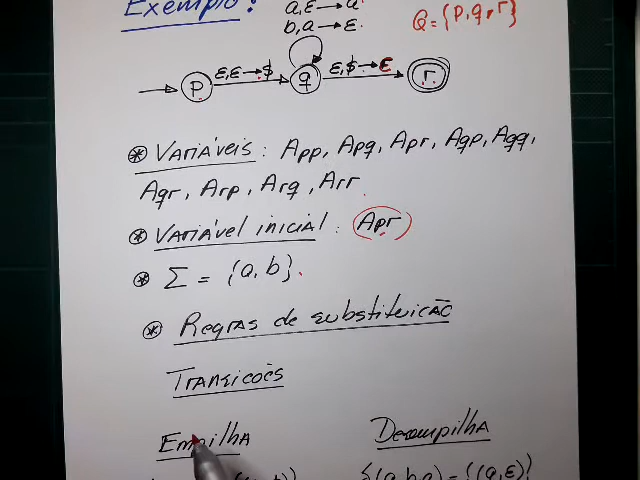 Exemplo:
a,ε→a
b,a→ε
Q={p,q,r}
ε,ε→$ ε,$→ε
p q r
⊛ Variáveis: App, Apq, Apr, Aqp, Aqq,
Aqr, Arp, Arq, Arr.
⊛ Variável inicial: Apr
⊛ Σ = {a,b}.
⊛ Regras de substituição
Transições
Empilha Desempilha
δ(q,b,a)={(q,ε)}